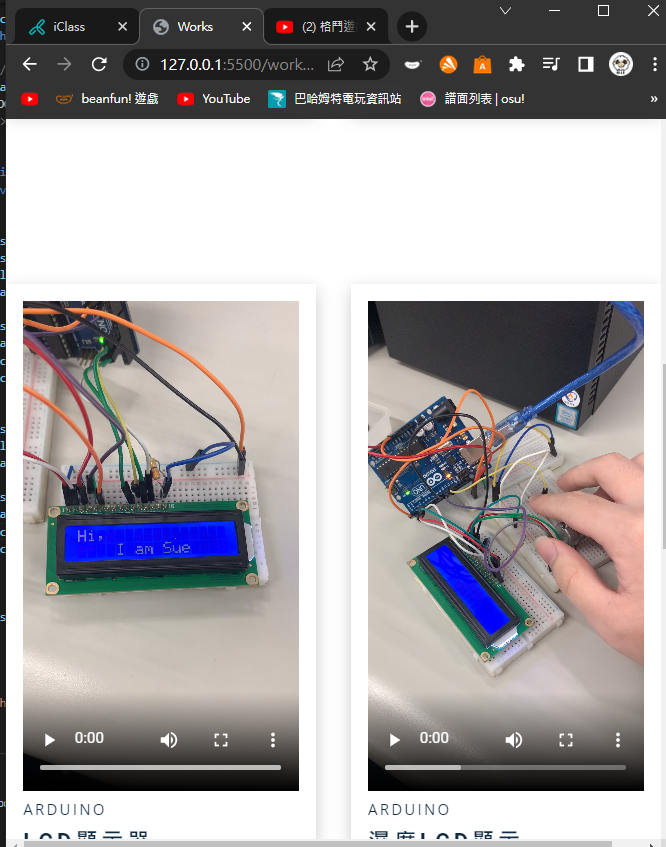 iClass
Works
(2) 格鬥遊
127.0.0.1:5500/work...
beanfun! 遊戲
YouTube
巴哈姆特電玩資訊站
譜面列表 | osu!
»
Hi,
I am Sue
UNO
0:00
0:00
ARDUINO
ARDUINO
LCD顯示器
濕度LCD顯示